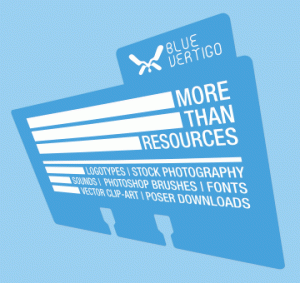 BLUE
VERTIGO
MORE
THAN
RESOURCES
LOGOTYPES | STOCK PHOTOGRAPHY
SOUNDS | PHOTOSHOP BRUSHES | FONTS
VECTOR CLIP-ART | POSER DOWNLOADS